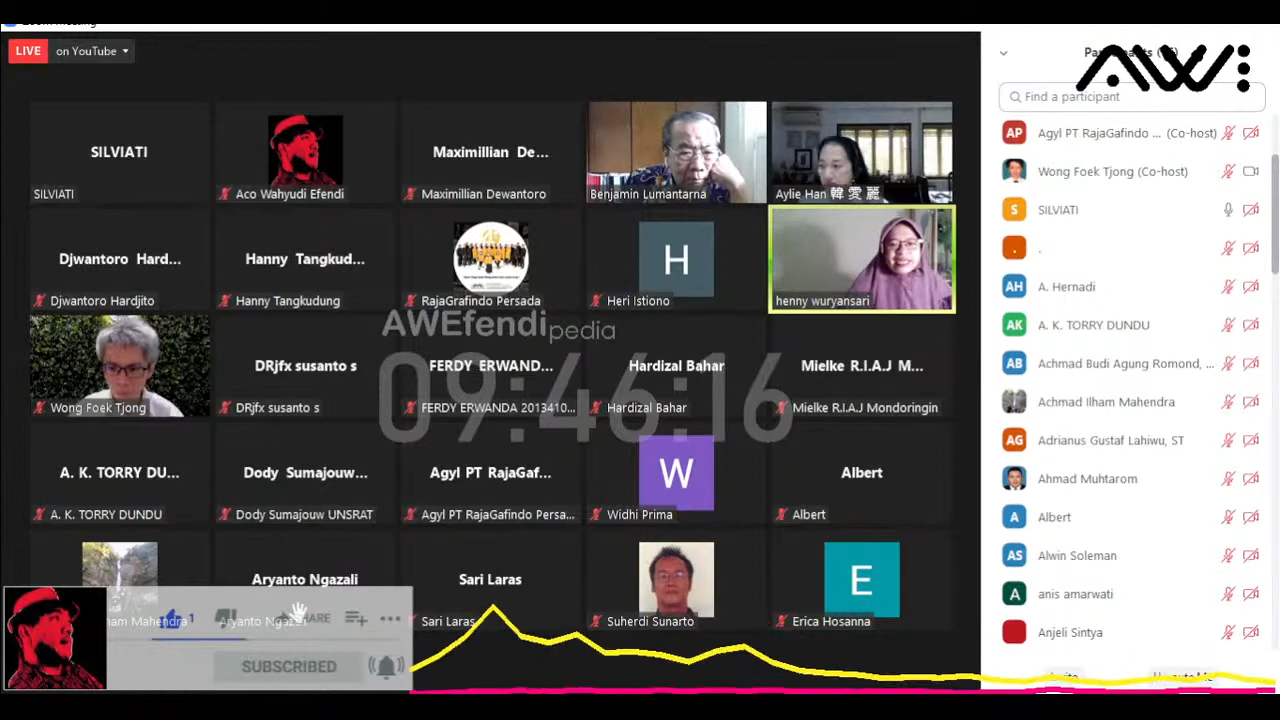 LIVE on YouTube
SILVIATI
Maximillian De...
SILVIATI
Aco Wahyudi Efendi
Maximillian Dewantoro
Benjamin Lumantarna
Aylie Han 韓 愛 麗
Djwantoro Hard...
Hanny Tangkud...
H
Djwantoro Hardjito
Hanny Tangkudung
RajaGrafindo Persada
Heri Istiono
henny wuryansari
AWEfendipedia
09:46:16
DRjfx susanto s
FERDY ERWAND...
Hardizal Bahar
Mielke R.I.A.J M...
Wong Foek Tjong
DRjfx susanto s
FERDY ERWANDA 2013410...
Hardizal Bahar
Mielke R.I.A.J Mondoringin
A. K. TORRY DU...
Dody Sumajouw...
Agyl PT RajaGaf...
W
Albert
A. K. TORRY DUNDU
Dody Sumajouw UNSRAT
Agyl PT RajaGafindo Persa...
Widhi Prima
Albert
Aryanto Ngazali
Sari Laras
E
Mahendra
1
SHARE
Sari Laras
Suherdi Sunarto
Erica Hosanna
SUBSCRIBED
AWE
Find a participant
AP Agyl PT RajaGafindo ... (Co-host)
Wong Foek Tjong (Co-host)
S SILVIATI
. .
AH A. Hernadi
AK A. K. TORRY DUNDU
AB Achmad Budi Agung Romond, ...
Achmad Ilham Mahendra
AG Adrianus Gustaf Lahiwu, ST
Ahmad Muhtarom
A Albert
AS Alwin Soleman
A anis amarwati
Anjeli Sintya